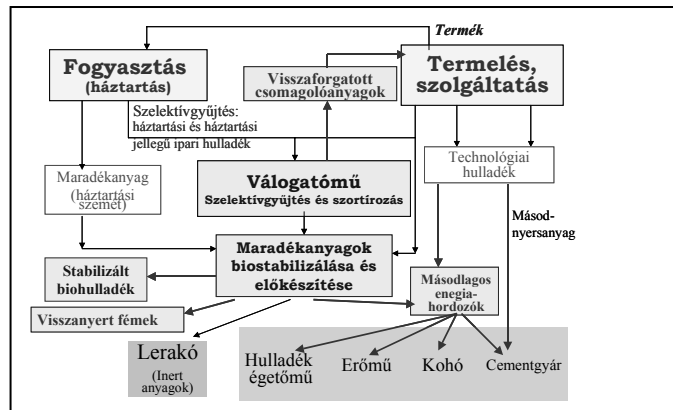 Termék
Fogyasztás
(háztartás)
Visszaforgatott
csomagolóanyagok
Termelés,
szolgáltatás
Szelektívgyűjtés:
háztartási és háztartási
jellegű ipari hulladék
Maradékanyag
(háztartási
szemét)
Válogatómű
Szelektívgyűjtés és szortírozás
Technológiai
hulladék
Másod-
nyersanyag
Maradékanyagok
biostabilizálása és
előkészítése
Stabilizált
biohulladék
Másodlagos
enegia-
hordozók
Visszanyert fémek
Lerakó
(Inert
anyagok)
Hulladék
égetőmű
Erőmű
Kohó
Cementgyár